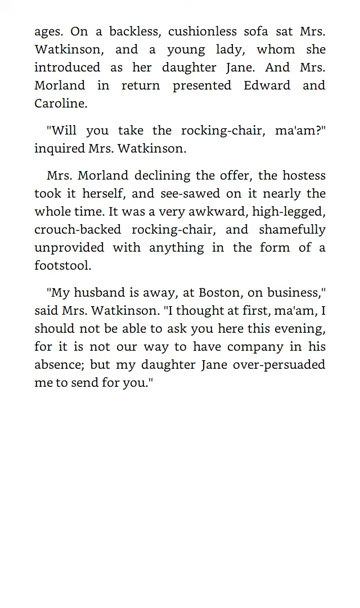 ages. On a backless, cushionless sofa sat Mrs.
Watkinson, and a young lady, whom she
introduced as her daughter Jane. And Mrs.
Morland in return presented Edward and
Caroline.
"Will you take the rocking-chair, ma'am?"
inquired Mrs. Watkinson.
Mrs. Morland declining the offer, the hostess
took it herself, and see-sawed on it nearly the
whole time. It was a very awkward, high-legged,
crouch-backed rocking-chair, and shamefully
unprovided with anything in the form of a
footstool.
"My husband is away, at Boston, on business,"
said Mrs. Watkinson. "I thought at first, ma'am, I
should not be able to ask you here this evening,
for it is not our way to have company in his
absence; but my daughter Jane over-persuaded
me to send for you."